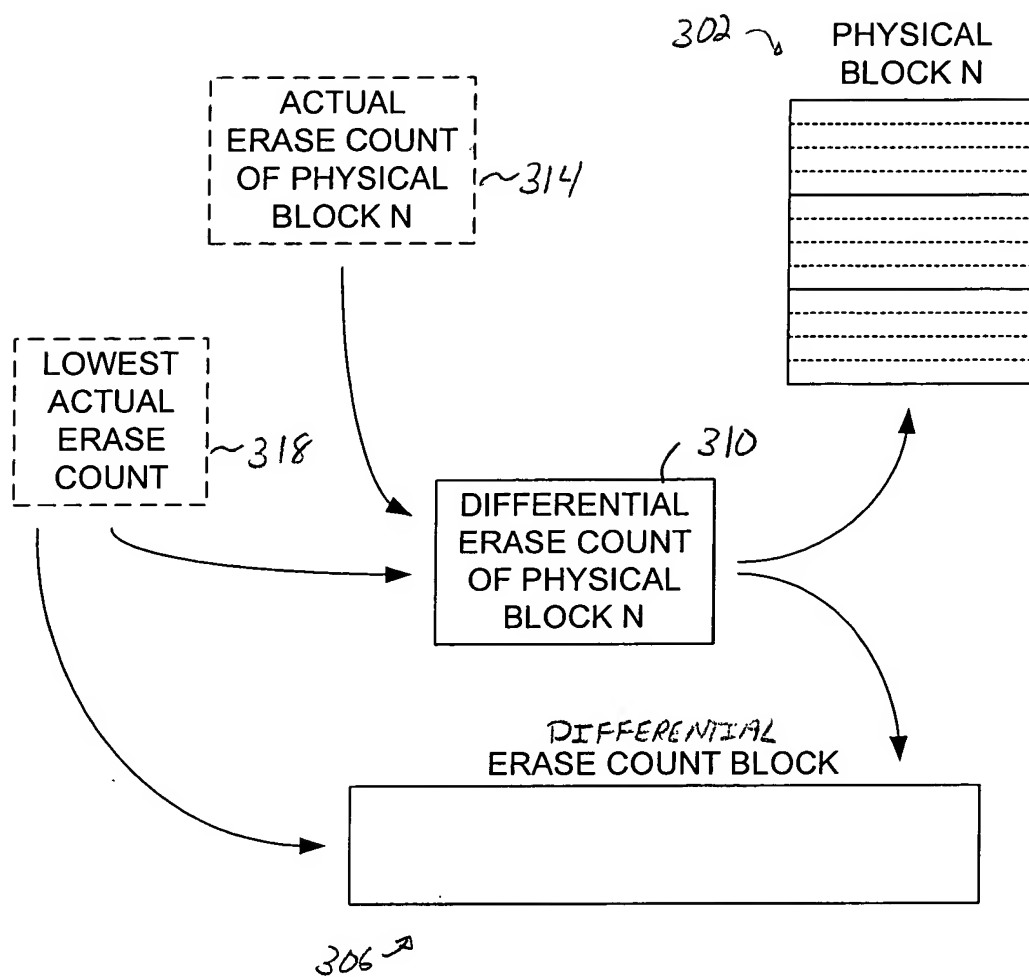 302
PHYSICAL
BLOCK N
ACTUAL
ERASE COUNT
OF PHYSICAL
BLOCK N
314
LOWEST
ACTUAL
ERASE
COUNT
318
310
DIFFERENTIAL
ERASE COUNT
OF PHYSICAL
BLOCK N
DIFFERENTIAL
ERASE COUNT BLOCK
306